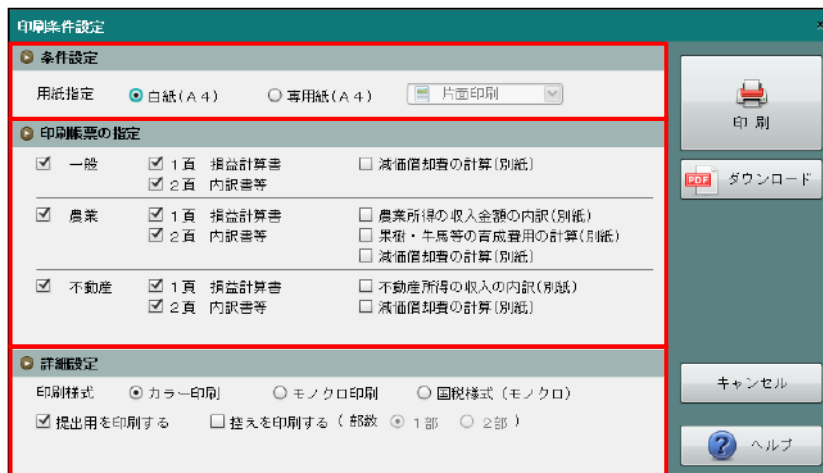 印刷条件設定
×
条件設定
用紙指定 白紙(A4) 専用紙(A4) 片面印刷
印刷
印刷帳票の指定
一般 1頁 損益計算書 減価償却費の計算(別紙)
2頁 内訳書等
PDF ダウンロード
農業 1頁 損益計算書 農業所得の収入金額の内訳(別紙)
2頁 内訳書等 果樹・牛馬等の育成費用の計算(別紙)
減価償却費の計算(別紙)
不動産 1頁 損益計算書 不動産所得の収入の内訳(別紙)
2頁 内訳書等 減価償却費の計算(別紙)
詳細設定
印刷様式 カラー印刷 モノクロ印刷 国税様式(モノクロ)
キャンセル
提出用を印刷する 控えを印刷する(部数 1部 2部)
? ヘルプ